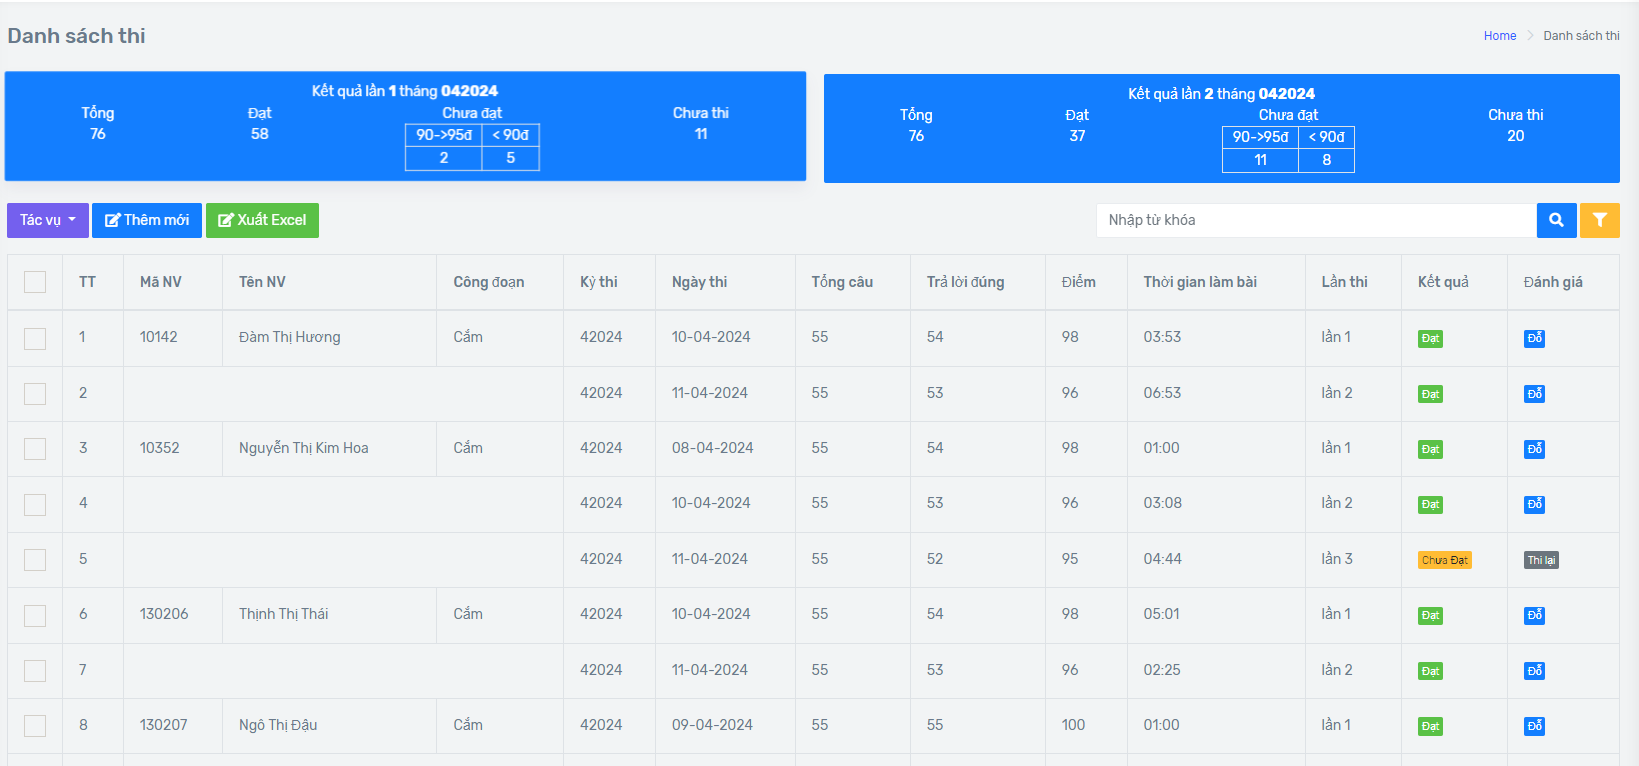 Danh sách thi
Home > Danh sách thi
Kết quả lần 1 tháng 042024
Tổng Đạt Chưa đạt Chưa thi
76 58 90->95đ < 90đ 11
2 5
Kết quả lần 2 tháng 042024
Tổng Đạt Chưa đạt Chưa thi
76 37 90->95đ < 90đ 20
11 8
Tác vụ Thêm mới Xuất Excel Nhập từ khóa
TT Mã NV Tên NV Công đoạn Kỳ thi Ngày thi Tổng câu Trả lời đúng Điểm Thời gian làm bài Lần thi Kết quả Đánh giá
1 10142 Đàm Thị Hương Cắm 42024 10-04-2024 55 54 98 03:53 lần 1 Đạt Đỗ
2 42024 11-04-2024 55 53 96 06:53 lần 2 Đạt Đỗ
3 10352 Nguyễn Thị Kim Hoa Cắm 42024 08-04-2024 55 54 98 01:00 lần 1 Đạt Đỗ
4 42024 10-04-2024 55 53 96 03:08 lần 2 Đạt Đỗ
5 42024 11-04-2024 55 52 95 04:44 lần 3 Chưa Đạt Thi lại
6 130206 Thịnh Thị Thái Cắm 42024 10-04-2024 55 54 98 05:01 lần 1 Đạt Đỗ
7 42024 11-04-2024 55 53 96 02:25 lần 2 Đạt Đỗ
8 130207 Ngô Thị Đậu Cắm 42024 09-04-2024 55 55 100 01:00 lần 1 Đạt Đỗ